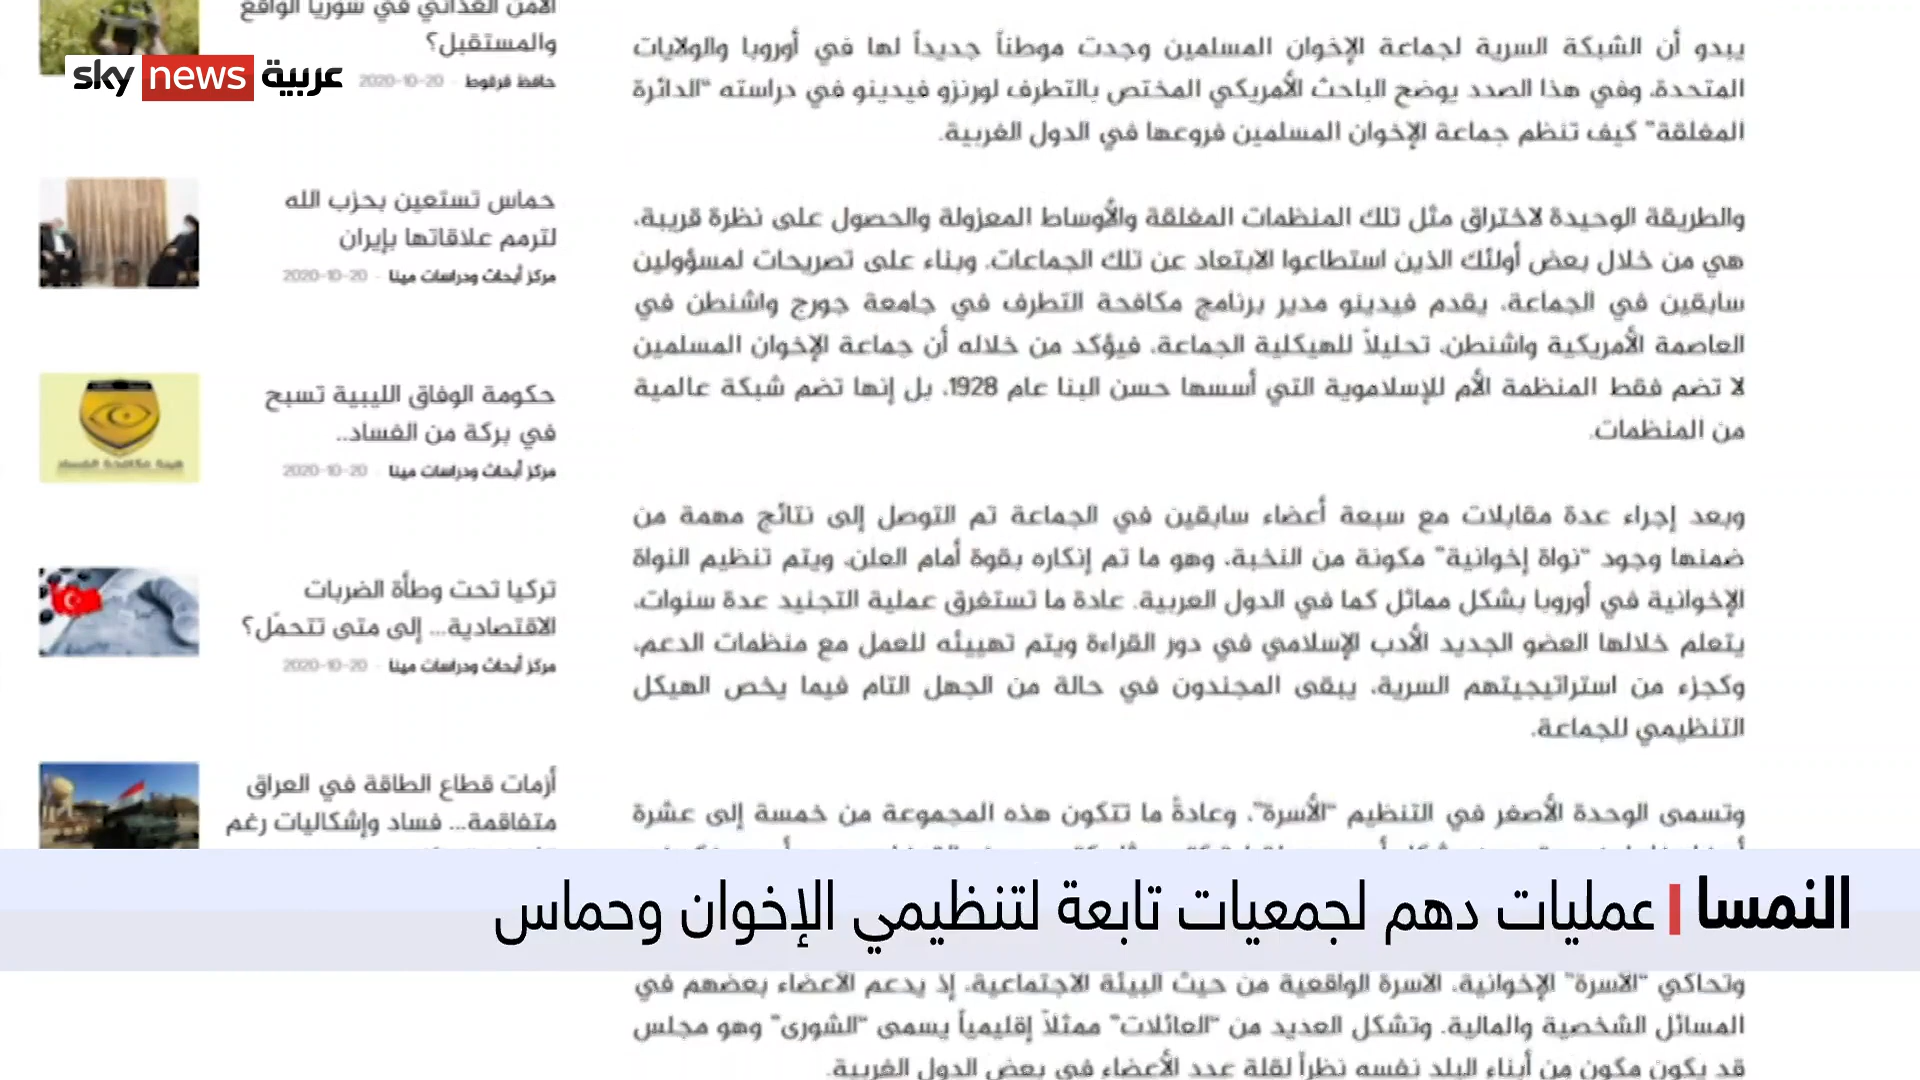 يبدو أن الشبكة السرية لجماعة الإخوان المسلمين وجدت موطناً جديداً لها في أوروبا والولايات
المتحدة، وفي هذا الصدد يوضح الباحث الأمريكي المختص بالتطرف لورنزو فيدينو في دراسته "الدائرة
المغلقة" كيف تنظم جماعة الإخوان المسلمين فروعها في الدول الغربية.
والطريقة الوحيدة لاختراق مثل تلك المنظمات المغلقة والأوساط المعزولة والحصول على نظرة قريبة،
هي من خلال بعض أولئك الذين استطاعوا الابتعاد عن تلك الجماعات. وبناء على تصريحات لمسؤولين
سابقين في الجماعة، يقدم فيدينو مدير برنامج مكافحة التطرف في جامعة جورج واشنطن في
العاصمة الأمريكية واشنطن، تحليلاً للهيكلية الجماعة، فيؤكد من خلاله أن جماعة الإخوان المسلمين
لا تضم فقط المنظمة الأم للإسلاموية التي أسسها حسن البنا عام 1928، بل إنها تضم شبكة عالمية
من المنظمات.
وبعد إجراء عدة مقابلات مع سبعة أعضاء سابقين في الجماعة تم التوصل إلى نتائج مهمة من
ضمنها وجود "نواة إخوانية" مكونة من النخبة، وهو ما تم إنكاره بقوة أمام العلن، ويتم تنظيم النواة
الإخوانية في أوروبا بشكل مماثل كما في الدول العربية. عادة ما تستغرق عملية التجنيد عدة سنوات،
يتعلم خلالها العضو الجديد الأدب الإسلامي في دور القراءة ويتم تهييئه للعمل مع منظمات الدعم،
وكجزء من استراتيجيتهم السرية، يبقى المجندون في حالة من الجهل التام فيما يخص الهيكل
التنظيمي للجماعة.
وتسمى الوحدة الأصغر في التنظيم "الأسرة"، وعادةً ما تتكون هذه المجموعة من خمسة إلى عشرة
وتحاكي "الأسرة" الإخوانية، الأسرة الواقعية من حيث البيئة الاجتماعية، إذ يدعم الأعضاء بعضهم في
المسائل الشخصية والمالية. وتشكل العديد من "العائلات" ممثلاً إقليمياً يسمى "الشورى" وهو مجلس
قد يكون مكون من أبناء البلد نفسه نظراً لقلة عدد الأعضاء في بعض الدول الغربية.
الأمن الغذائي في سوريا الواقع
والمستقبل؟
حافظ قرقوط - 2020-10-20
حماس تستعين بحزب الله
لترمم علاقاتها بإيران
مركز أبحاث ودراسات مينا - 2020-10-20
حكومة الوفاق الليبية تسبح
في بركة من الفساد..
مركز أبحاث ودراسات مينا - 2020-10-20
هيئة مكافحة الفساد
تركيا تحت وطأة الضربات
الاقتصادية... إلى متى تتحمّل؟
مركز أبحاث ودراسات مينا - 2020-10-20
أزمات قطاع الطاقة في العراق
متفاقمة... فساد وإشكاليات رغم
sky news عربية
النمسا عمليات دهم لجمعيات تابعة لتنظيمي الإخوان وحماس